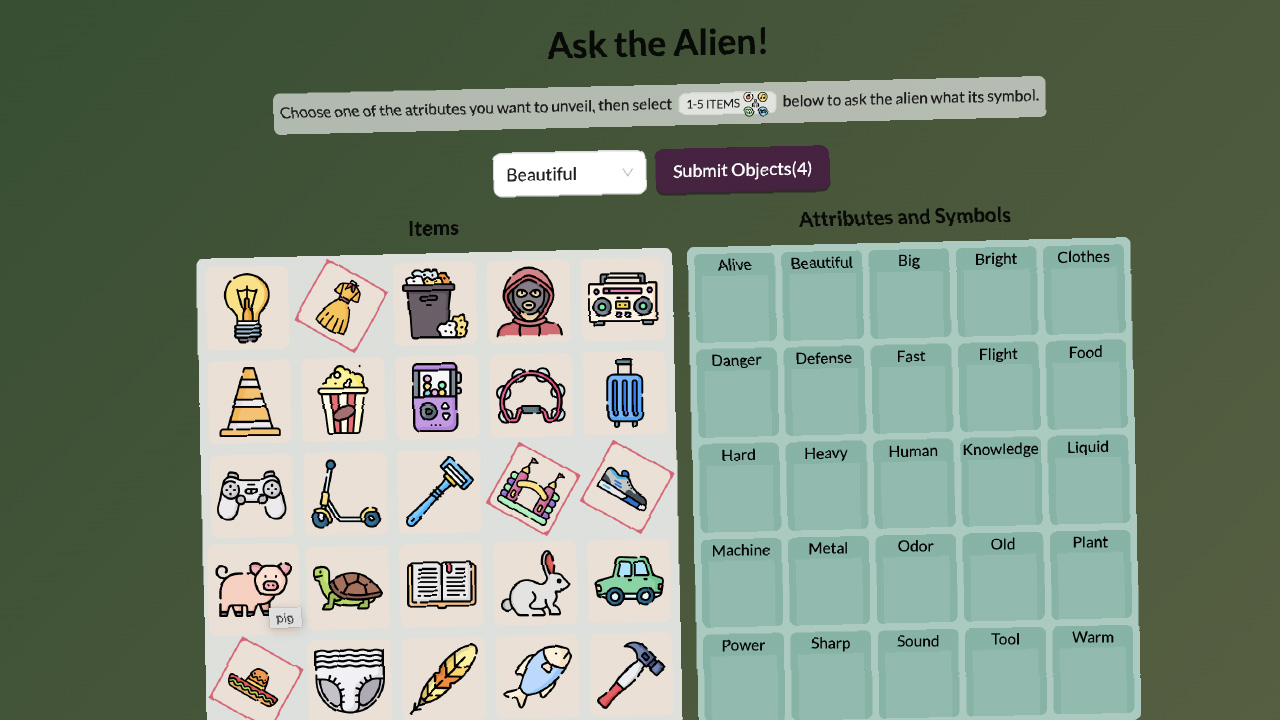 Ask the Alien!
Choose one of the atributes you want to unveil, then select 1-5 ITEMS below to ask the alien what its symbol.
Beautiful
Submit Objects(4)
Items
Attributes and Symbols
Alive Beautiful Big Bright Clothes
Danger Defense Fast Flight Food
Hard Heavy Human Knowledge Liquid
Machine Metal Odor Old Plant
pig
Power Sharp Sound Tool Warm